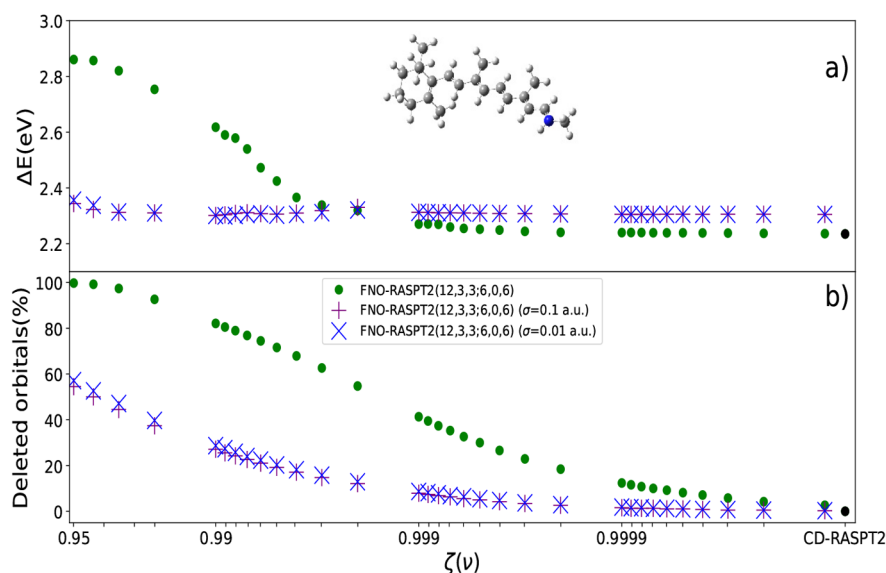 3.0
2.8
2.6
2.4
2.2
ΔE(eV)
a)
100
80
60
40
20
0
Deleted orbitals(%)
b)
FNO-RASPT2(12,3,3;6,0,6)
FNO-RASPT2(12,3,3;6,0,6) (σ=0.1 a.u.)
FNO-RASPT2(12,3,3;6,0,6) (σ=0.01 a.u.)
0.95 0.99 0.999 0.9999 CD-RASPT2
ζ(ν)